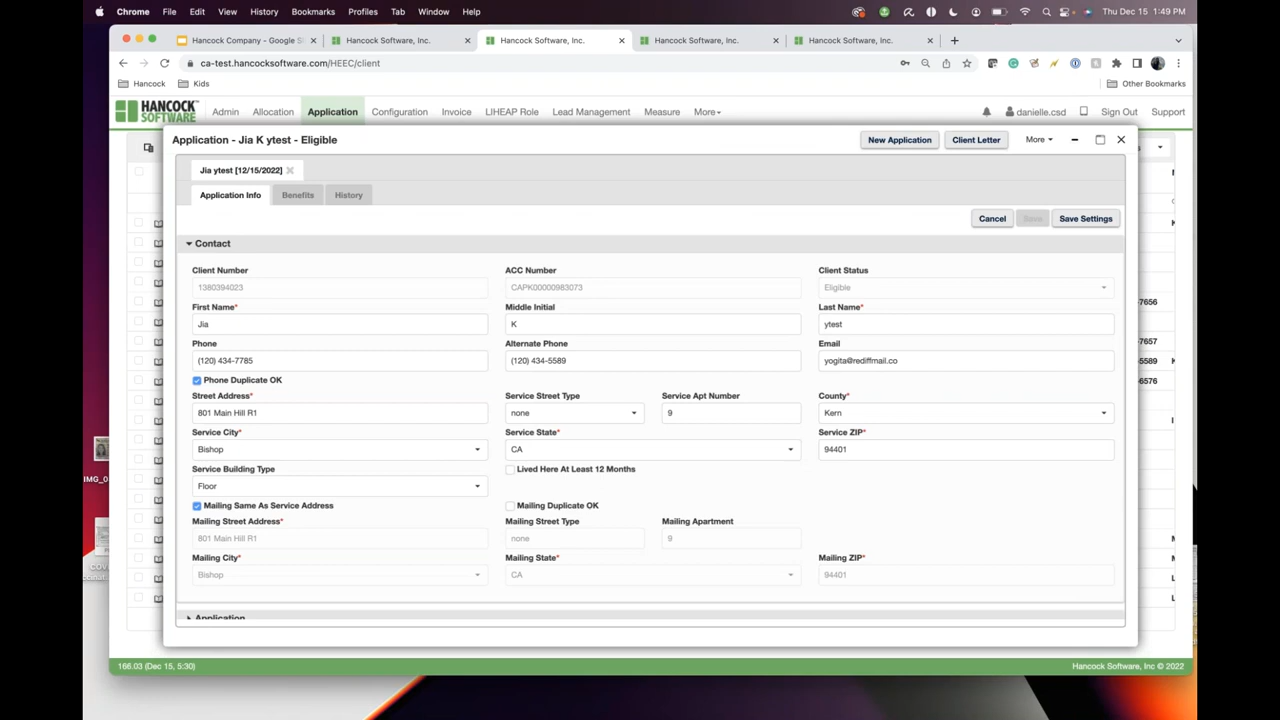 Chrome File Edit View History Bookmarks Profiles Tab Window Help Thu Dec 15 1:49 PM
Hancock Company - Google S Hancock Software, Inc. Hancock Software, Inc. Hancock Software, Inc. Hancock Software, Inc.
ca-test.hancocksoftware.com/HEEC/client
Hancock Kids Other Bookmarks
HANCOCK SOFTWARE Admin Allocation Application Configuration Invoice LIHEAP Role Lead Management Measure More danielle.csd Sign Out Support
Application - Jia K ytest - Eligible New Application Client Letter More
Jia ytest [12/15/2022]
Application Info Benefits History
Cancel Save Save Settings
Contact
Client Number ACC Number Client Status
1380394023 CAPK00000983073 Eligible
First Name* Middle Initial Last Name*
Jia K ytest
-7656
Phone Alternate Phone Email
-7657
(120) 434-7785 (120) 434-5589 yogita@rediffmail.co
-5589
Phone Duplicate OK
-6576
Street Address* Service Street Type Service Apt Number County*
801 Main Hill R1 none 9 Kern
Service City* Service State* Service ZIP*
Bishop CA 94401
Service Building Type Lived Here At Least 12 Months
Floor
Mailing Same As Service Address Mailing Duplicate OK
Mailing Street Address* Mailing Street Type Mailing Apartment
801 Main Hill R1 none 9
Mailing City* Mailing State* Mailing ZIP*
Bishop CA 94401
Application
IMG_0
166.03 (Dec 15, 5:30) Hancock Software, Inc © 2022